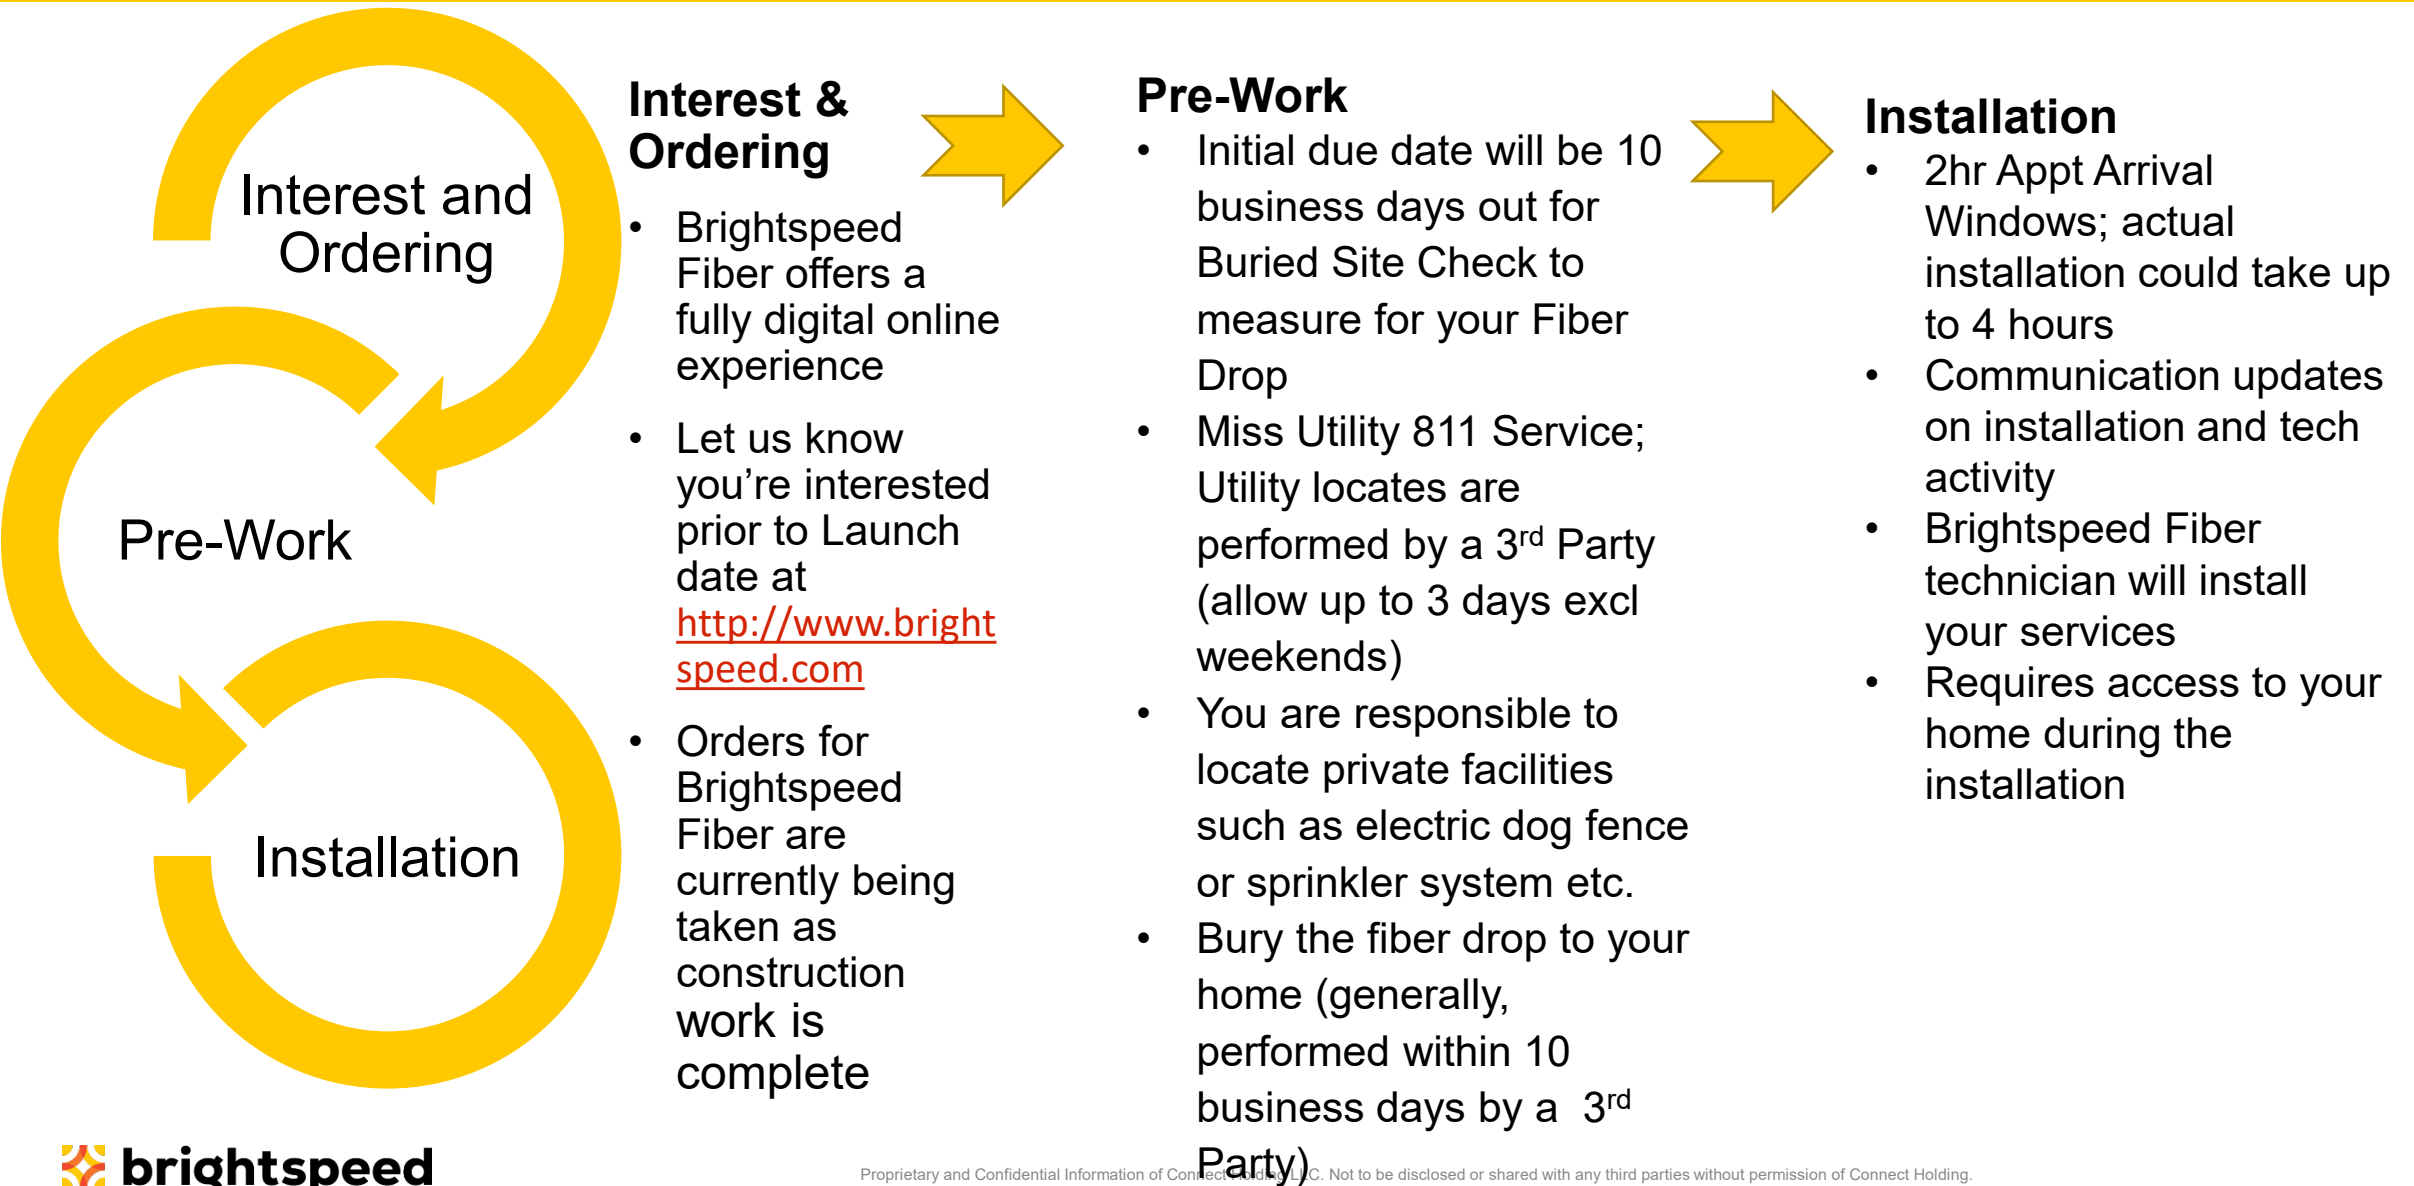 Interest and
Ordering
Pre-Work
Installation
Interest &
Ordering
• Brightspeed
Fiber offers a
fully digital online
experience
• Let us know
you’re interested
prior to Launch
date at
http://www.bright
speed.com
• Orders for
Brightspeed
Fiber are
currently being
taken as
construction
work is
complete
Pre-Work
• Initial due date will be 10
business days out for
Buried Site Check to
measure for your Fiber
Drop
• Miss Utility 811 Service;
Utility locates are
performed by a 3rd Party
(allow up to 3 days excl
weekends)
• You are responsible to
locate private facilities
such as electric dog fence
or sprinkler system etc.
• Bury the fiber drop to your
home (generally,
performed within 10
business days by a 3rd
Party)
Installation
• 2hr Appt Arrival
Windows; actual
installation could take up
to 4 hours
• Communication updates
on installation and tech
activity
• Brightspeed Fiber
technician will install
your services
• Requires access to your
home during the
installation
brightspeed
Proprietary and Confidential Information of Connect Holding LLC. Not to be disclosed or shared with any third parties without permission of Connect Holding.